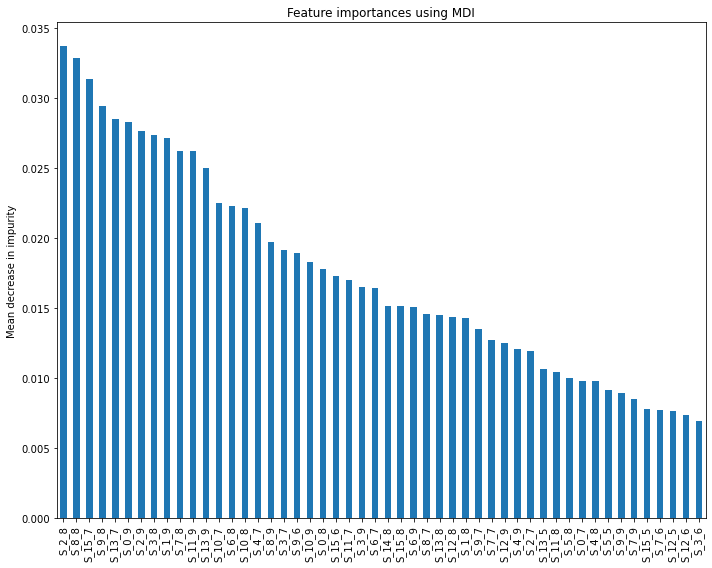 Feature importances using MDI
Mean decrease in impurity
0.035
0.030
0.025
0.020
0.015
0.010
0.005
0.000
S_2_8
S_8_8
S_15_7
S_9_8
S_13_7
S_0_9
S_2_9
S_3_8
S_1_9
S_7_8
S_11_9
S_13_9
S_10_7
S_6_8
S_10_8
S_4_7
S_8_9
S_3_7
S_9_6
S_10_9
S_0_8
S_15_6
S_11_7
S_3_9
S_6_7
S_14_8
S_15_8
S_6_9
S_8_7
S_13_8
S_12_8
S_1_8
S_9_7
S_7_7
S_12_9
S_4_9
S_2_7
S_13_5
S_11_8
S_5_8
S_0_7
S_4_8
S_5_5
S_9_9
S_7_9
S_15_5
S_7_6
S_12_5
S_12_6
S_3_6